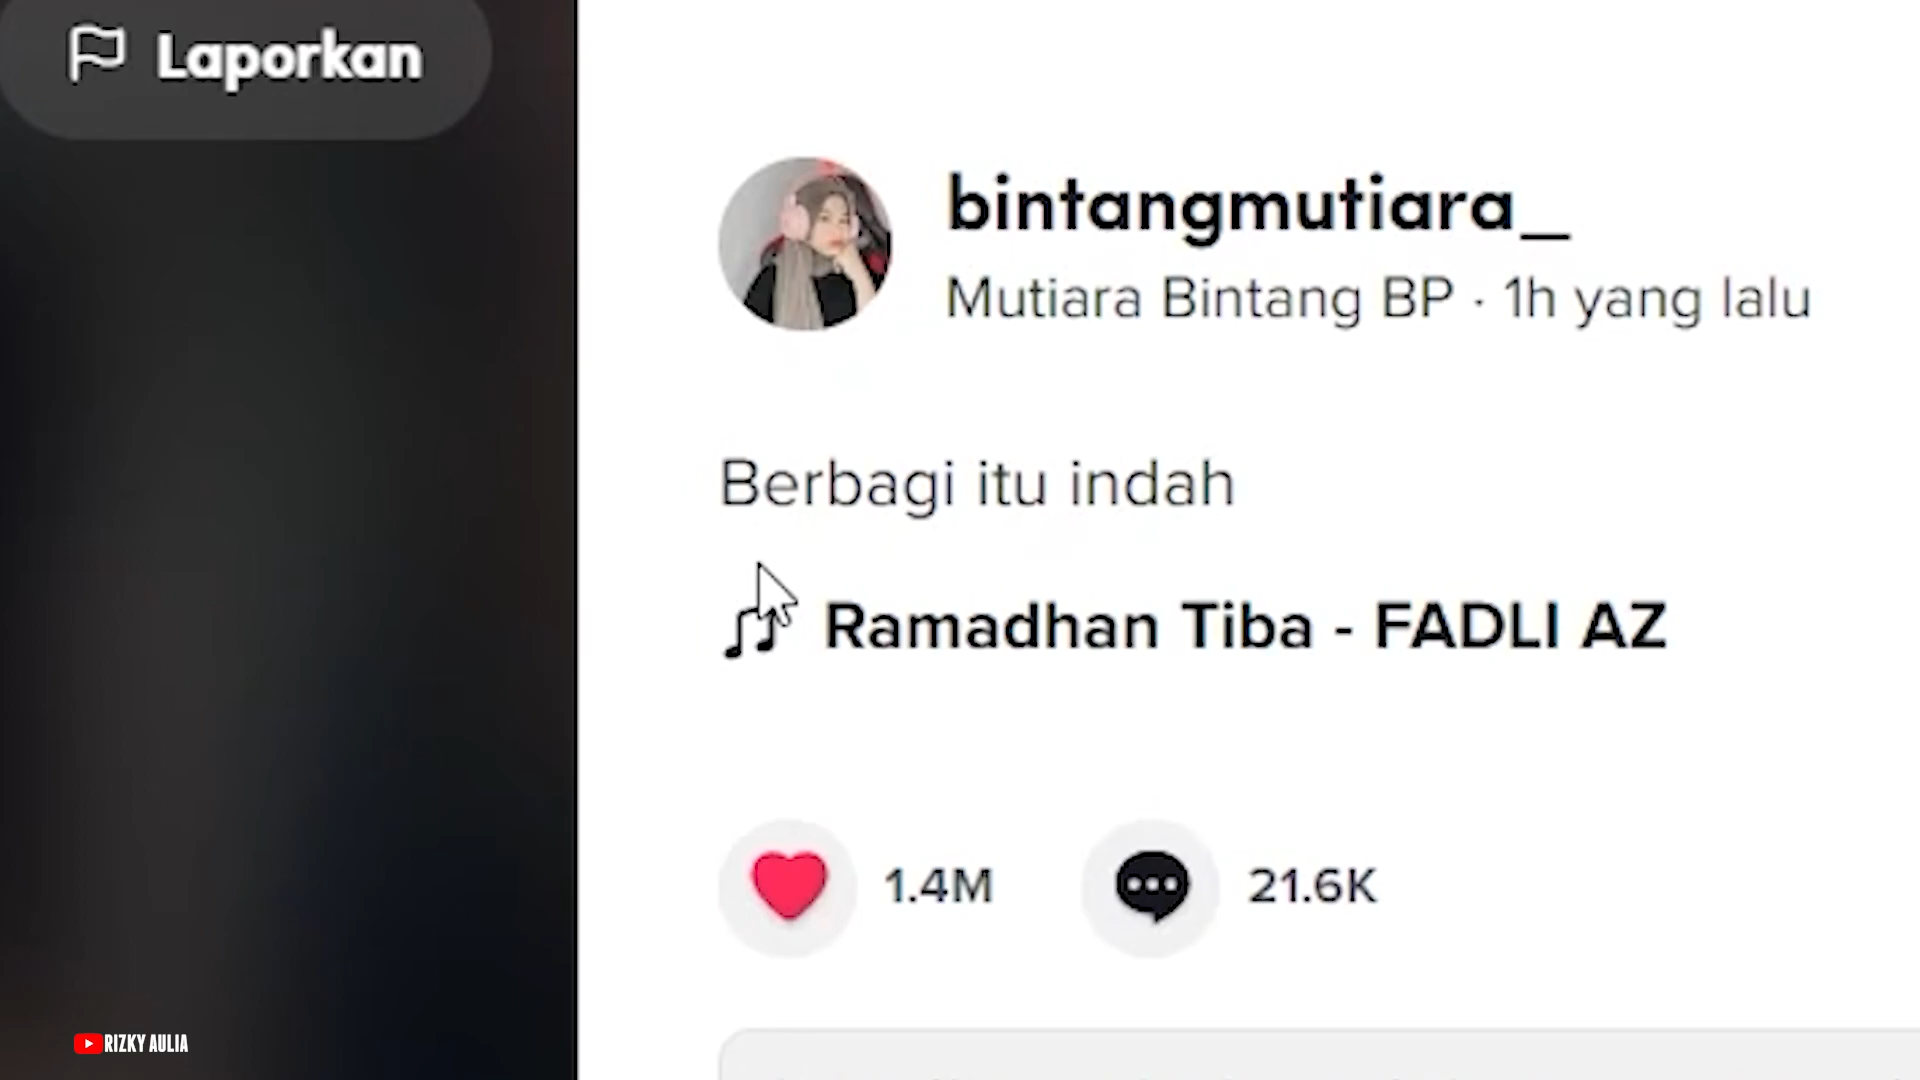 Laporkan
bintangmutiara_
Mutiara Bintang BP · 1h yang lalu
Berbagi itu indah
Ramadhan Tiba - FADLI AZ
1.4M
21.6K
RIZKY AULIA